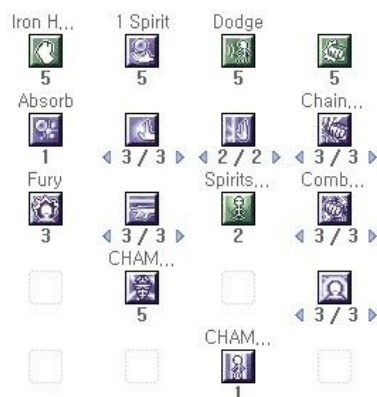 Iron H... 1 Spirit Dodge
5 5 5 5
Absorb Chain...
1 3 / 3 2 / 2 3 / 3
Fury Spirits... Comb...
3 3 / 3 2 3 / 3
CHAM...
5 3 / 3
CHAM...
1